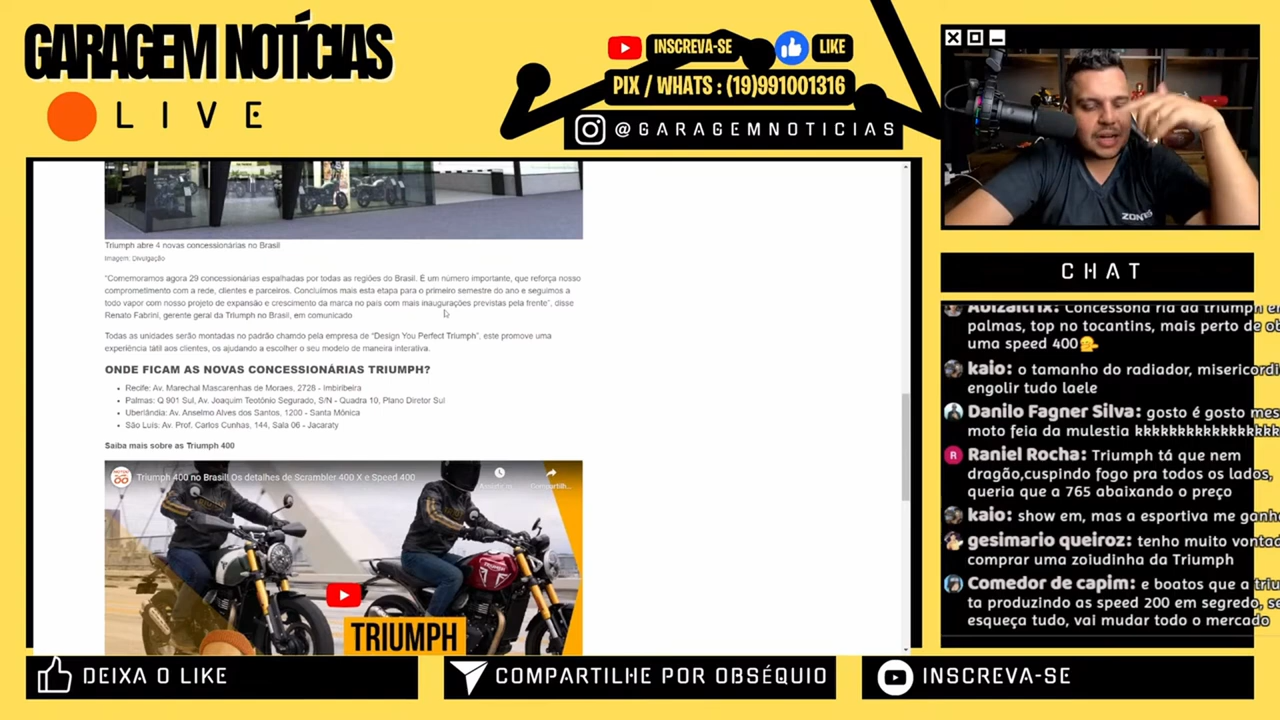 GARAGEM NOTÍCIAS
LIVE
INSCREVA-SE
LIKE
PIX / WHATS : (19)991001316
@GARAGEMNOTICIAS
ZONTES
Triumph abre 4 novas concessionárias no Brasil
Imagem: Divulgação
"Comemoramos agora 29 concessionárias espalhadas por todas as regiões do Brasil. É um número importante, que reforça nosso
comprometimento com a rede, clientes e parceiros. Concluímos mais esta etapa para o primeiro semestre do ano e seguimos a
todo vapor com nosso projeto de expansão e crescimento da marca no país com mais inaugurações previstas pela frente", disse
Renato Fabrini, gerente geral da Triumph no Brasil, em comunicado
Todas as unidades serão montadas no padrão chamdo pela empresa de "Design You Perfect Triumph", este promove uma
experiência tátil aos clientes, os ajudando a escolher o seu modelo de maneira interativa.
ONDE FICAM AS NOVAS CONCESSIONÁRIAS TRIUMPH?
• Recife: Av. Marechal Mascarenhas de Moraes, 2728 - Imbiribeira
• Palmas: Q 901 Sul, Av. Joaquim Teotônio Segurado, S/N - Quadra 10, Plano Diretor Sul
• Uberlândia: Av. Anselmo Alves dos Santos, 1200 - Santa Mônica
• São Luís: Av. Prof. Carlos Cunhas, 144, Sala 06 - Jacaraty
Saiba mais sobre as Triumph 400
Triumph 400 no Brasil! Os detalhes de Scrambler 400 X e Speed 400
Compartilh...
TRIUMPH
CHAT
Concessona ria da triumph e
palmas, top no tocantins, mais perto de ob
uma speed 400
kaio: o tamanho do radiador, misericordi
engolir tudo laele
Danilo Fagner Silva: gosto é gosto mes
moto feia da mulestia kkkkkkkkkkkkkkkkk
R
Raniel Rocha: Triumph tá que nem
dragão,cuspindo fogo pra todos os lados,
queria que a 765 abaixando o preço
kaio: show em, mas a esportiva me ganh
gesimario queiroz: tenho muito vontad
comprar uma zoiudinha da Triumph
Comedor de capim: e boatos que a triu
ta produzindo as speed 200 em segredo, se
esqueça tudo, vai mudar todo o mercado
DEIXA O LIKE
COMPARTILHE POR OBSÉQUIO
INSCREVA-SE